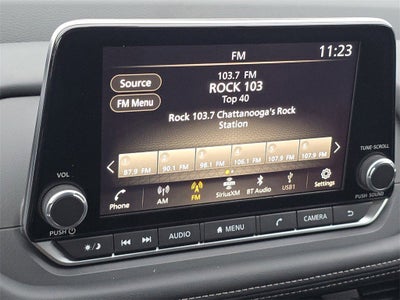 FM
11:23
Source
103.7 FM
ROCK 103
FM Menu
Top 40
Rock 103.7 Chattanooga's Rock
Station
87.9 FM 90.1 FM 96.1 FM 106.1 FM 107.9 FM 107.9 FM
VOL
TUNE·SCROLL
Phone AM FM SiriusXM BT Audio USB1 Settings
PUSH
PUSH SOUND
AUDIO MENU CAMERA